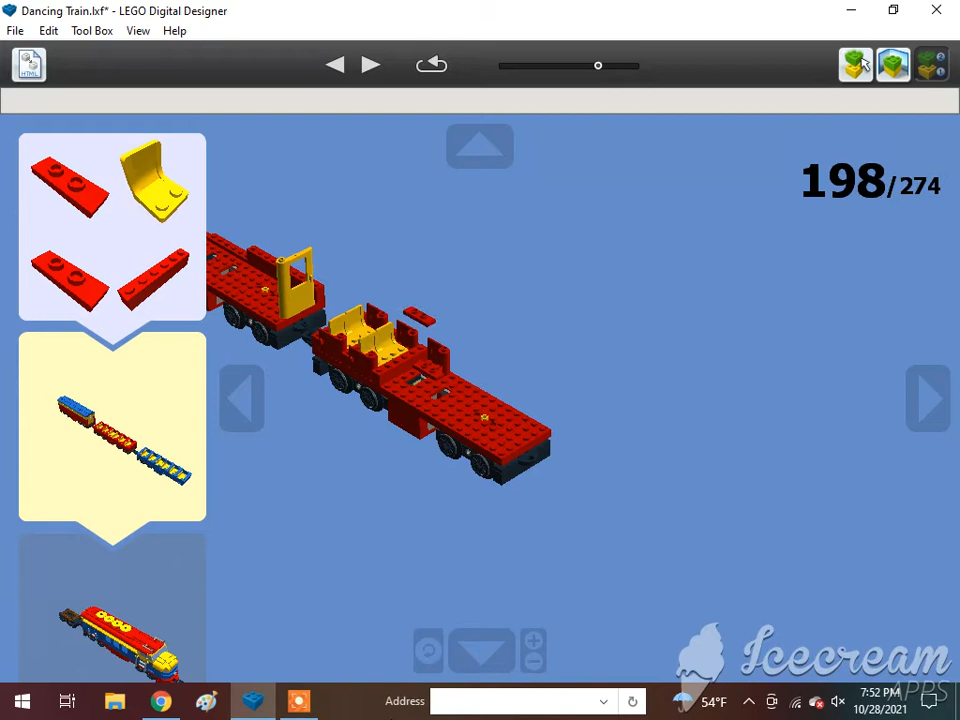 Dancing Train.lxf* - LEGO Digital Designer
File Edit Tool Box View Help
HTML
198/274
Icecream
APPS
Address
54°F
7:52 PM
10/28/2021